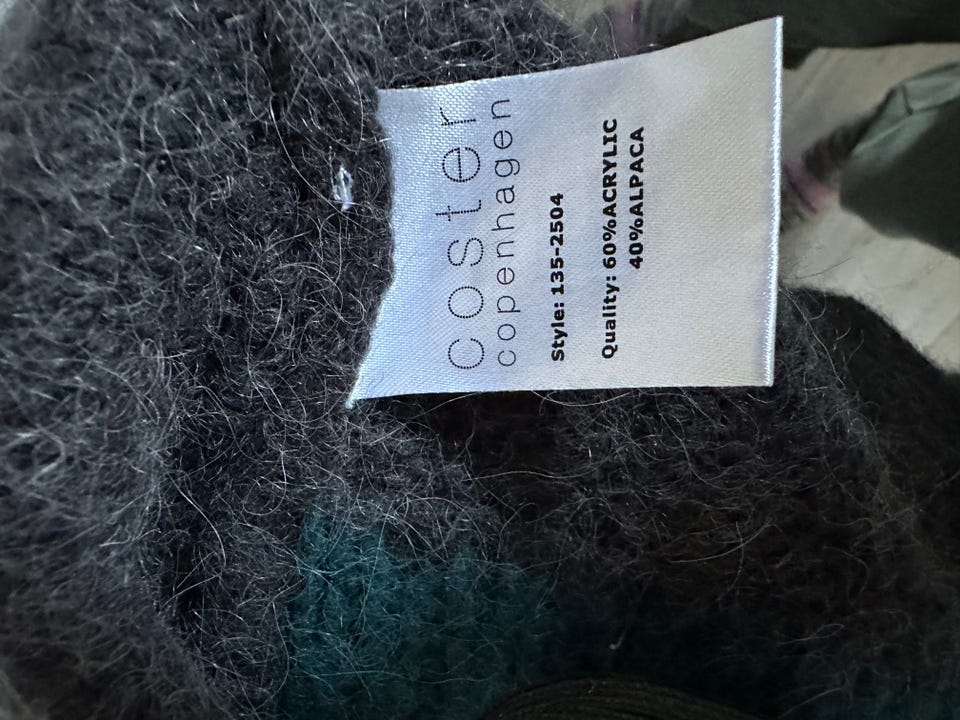 coster
copenhagen
Style: 135-2504
Quality: 60%ACRYLIC
40%ALPACA